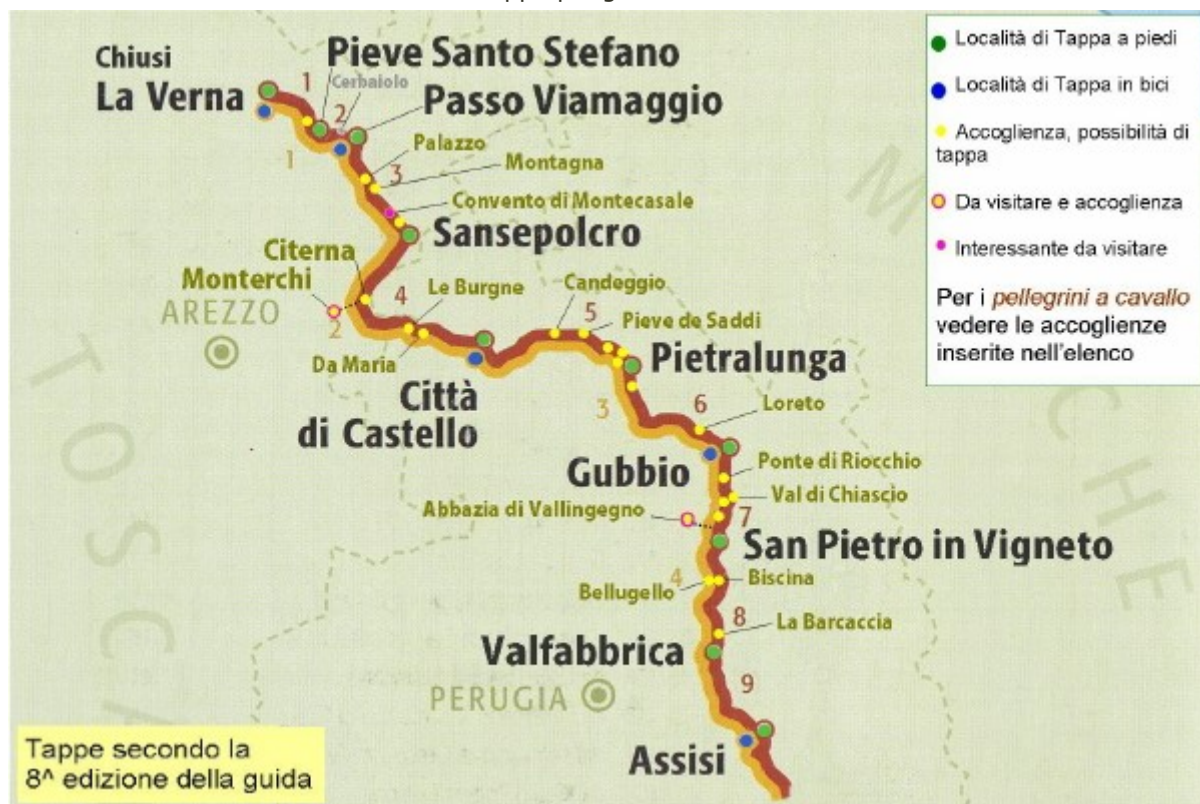 Chiusi
La Verna
1
Pieve Santo Stefano
Cerbaiolo
2
Passo Viamaggio
1
Palazzo
3
Montagna
Convento di Montecasale
Sansepolcro
Citerna
Monterchi
AREZZO
2
4
Le Burgne
Da Maria
Candeggio
5
Pieve de Saddi
Pietralunga
Città
di Castello
3
6
Loreto
Gubbio
Ponte di Riocchio
Val di Chiascio
Abbazia di Vallingegno
7
San Pietro in Vigneto
4
Biscina
Bellugello
8
La Barcaccia
Valfabbrica
PERUGIA
9
Assisi
TOSCA
M
CHE
Località di Tappa a piedi
Località di Tappa in bici
Accoglienza, possibilità di
tappa
Da visitare e accoglienza
Interessante da visitare
Per i pellegrini a cavallo
vedere le accoglienze
inserite nell'elenco
Tappe secondo la
8^ edizione della guida